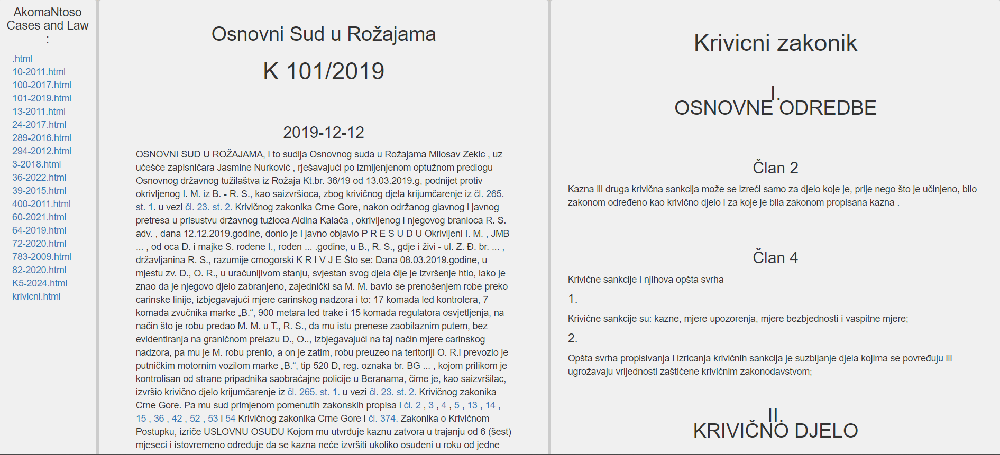 AkomaNtoso
Cases and Law
:
.html
10-2011.html
100-2017.html
101-2019.html
13-2011.html
24-2017.html
289-2016.html
294-2012.html
3-2018.html
36-2022.html
39-2015.html
400-2011.html
60-2021.html
64-2019.html
72-2020.html
783-2009.html
82-2020.html
K5-2024.html
krivicni.html
Osnovni Sud u Rožajama
K 101/2019
2019-12-12
OSNOVNI SUD U ROŽAJAMA, i to sudija Osnovnog suda u Rožajama Milosav Zekic , uz
učešće zapisničara Jasmine Nurković , rješavajući po izmijenjenom optužnom predlogu
Osnovnog državnog tužilaštva iz Rožaja Kt.br. 36/19 od 13.03.2019.g, podnijet protiv
okrivljenog I. M. iz B. - R. S., kao saizvršioca, zbog krivičnog djela krijumčarenje iz čl. 265.
st. 1. u vezi čl. 23. st. 2. Krivičnog zakonika Crne Gore, nakon održanog glavnog i javnog
pretresa u prisustvu državnog tužioca Aldina Kalača , okrivljenog i njegovog branioca R. S.
adv. , dana 12.12.2019.godine, donio je i javno objavio P R E S U D U Okrivljeni I. M. , JMB
... , od oca D. i majke S. rođene I., rođen ... .godine, u B., R. S., gdje i živi - ul. Z. Đ. br. ... ,
državljanina R. S., razumije crnogorski K R I V J E Što se: Dana 08.03.2019.godine, u
mjestu zv. D., O. R., u uračunljivom stanju, svjestan svog djela čije je izvršenje htio, iako je
znao da je njegovo djelo zabranjeno, zajednički sa M. M. bavio se prenošenjem robe preko
carinske linije, izbjegavajući mjere carinskog nadzora i to: 17 komada led kontrolera, 7
komada zvučnika marke „B.“, 900 metara led trake i 15 komada regulatora osvjetljenja, na
način što je robu predao M. M. u T., R. S., da mu istu prenese zaobilaznim putem, bez
evidentiranja na graničnom prelazu D., O.., izbjegavajući na taj način mjere carinskog
nadzora, pa mu je M. robu prenio, a on je zatim, robu preuzeo na teritoriji O. R.i prevozio je
putničkim motornim vozilom marke „B.“, tip 520 D, reg. oznaka br. BG ... , kojom prilikom je
kontrolisan od strane pripadnika saobraćajne policije u Beranama, čime je, kao saizvršilac,
izvršio krivično djelo krijumčarenje iz čl. 265. st. 1. u vezi čl. 23. st. 2. Krivičnog zakonika
Crne Gore. Pa mu sud primjenom pomenutih zakonskih propisa i čl. 2 , 3 , 4 , 5 , 13 , 14 ,
15 , 36 , 42 , 52 , 53 i 54 Krivičnog zakonika Crne Gore i čl. 374. Zakonika o Krivičnom
Postupku, izriče USLOVNU OSUDU Kojom mu utvrđuje kaznu zatvora u trajanju od 6 (šest)
mjeseci i istovremeno određuje da se kazna neće izvršiti ukoliko osuđeni u roku od jedne
Krivicni zakonik
I.
OSNOVNE ODREDBE
Član 2
Kazna ili druga krivična sankcija može se izreći samo za djelo koje je, prije nego što je učinjeno, bilo
zakonom određeno kao krivično djelo i za koje je bila zakonom propisana kazna .
Član 4
Krivične sankcije i njihova opšta svrha
1.
Krivične sankcije su: kazne, mjere upozorenja, mjere bezbjednosti i vaspitne mjere;
2.
Opšta svrha propisivanja i izricanja krivičnih sankcija je suzbijanje djela kojima se povređuju ili
ugrožavaju vrijednosti zaštićene krivičnim zakonodavstvom;
II.
KRIVIČNO DJELO